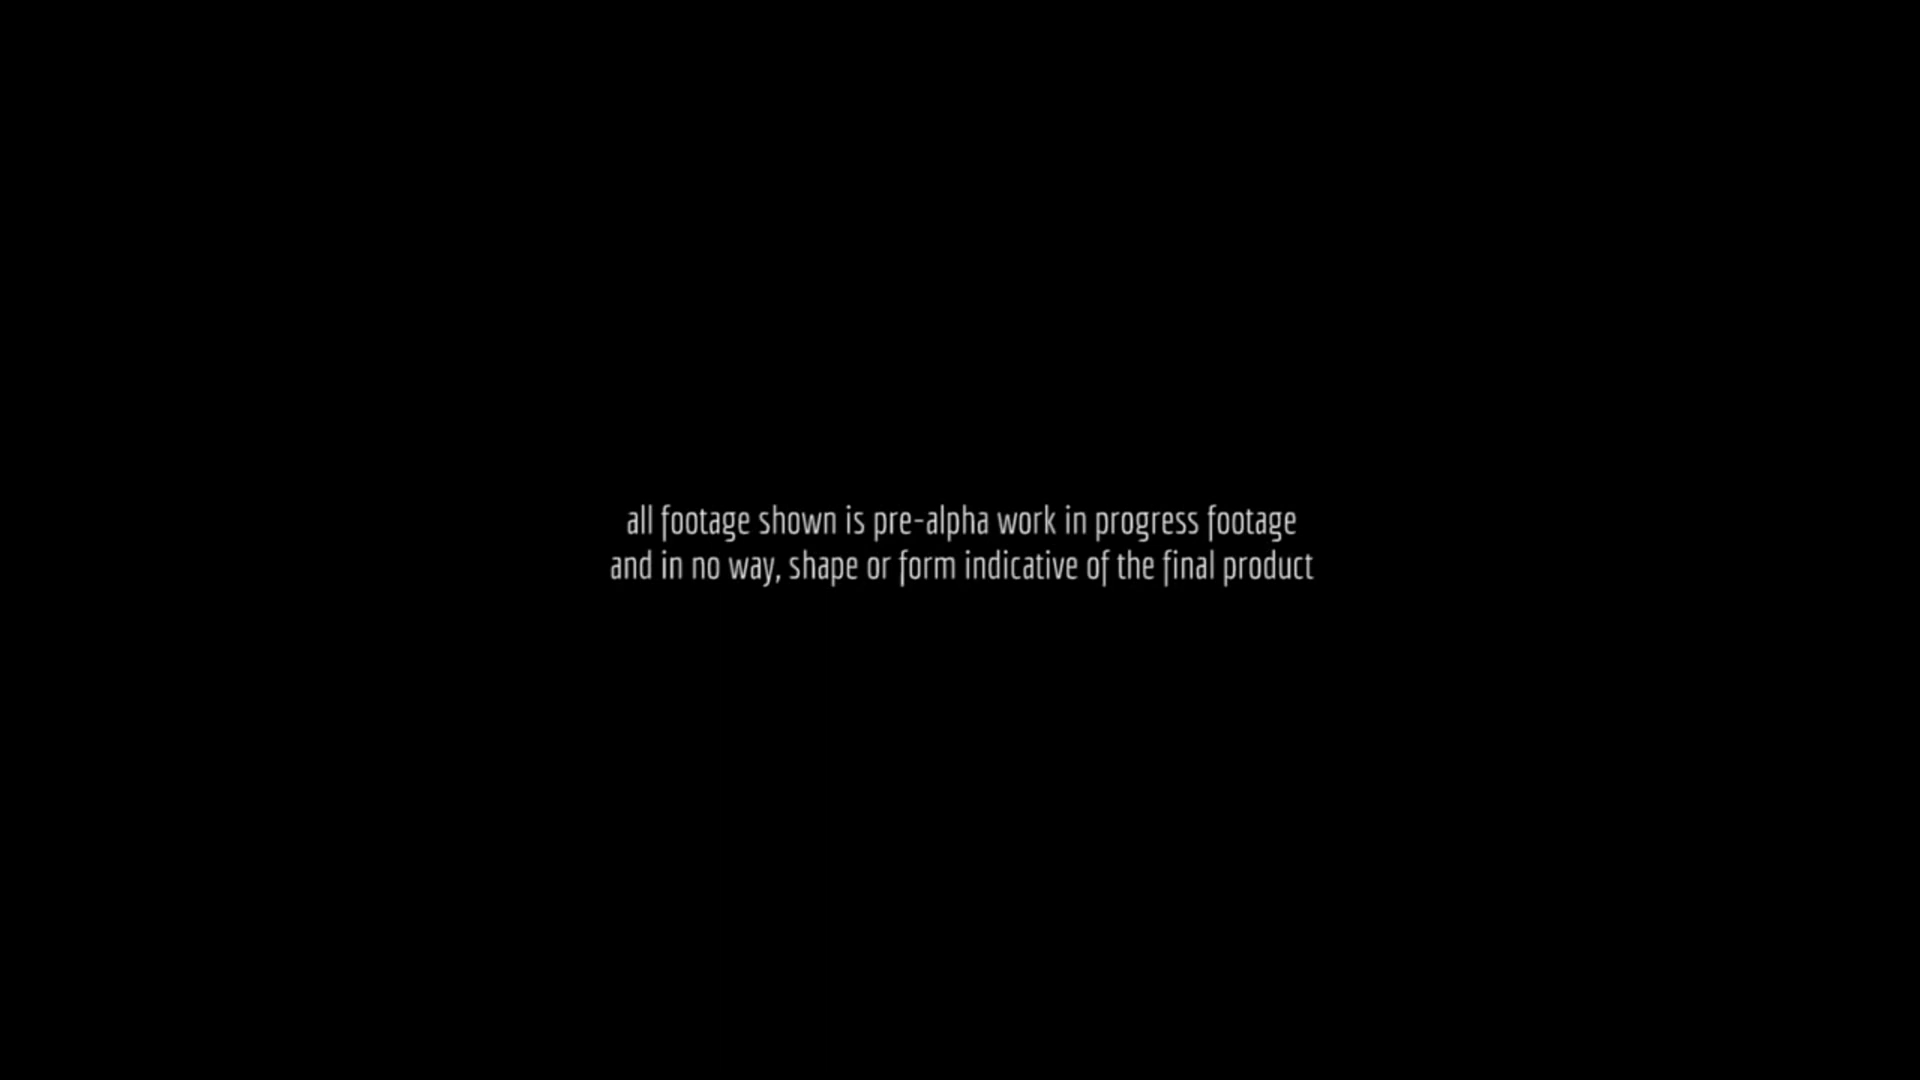 all footage shown is pre-alpha work in progress footage
and in no way, shape or form indicative of the final product